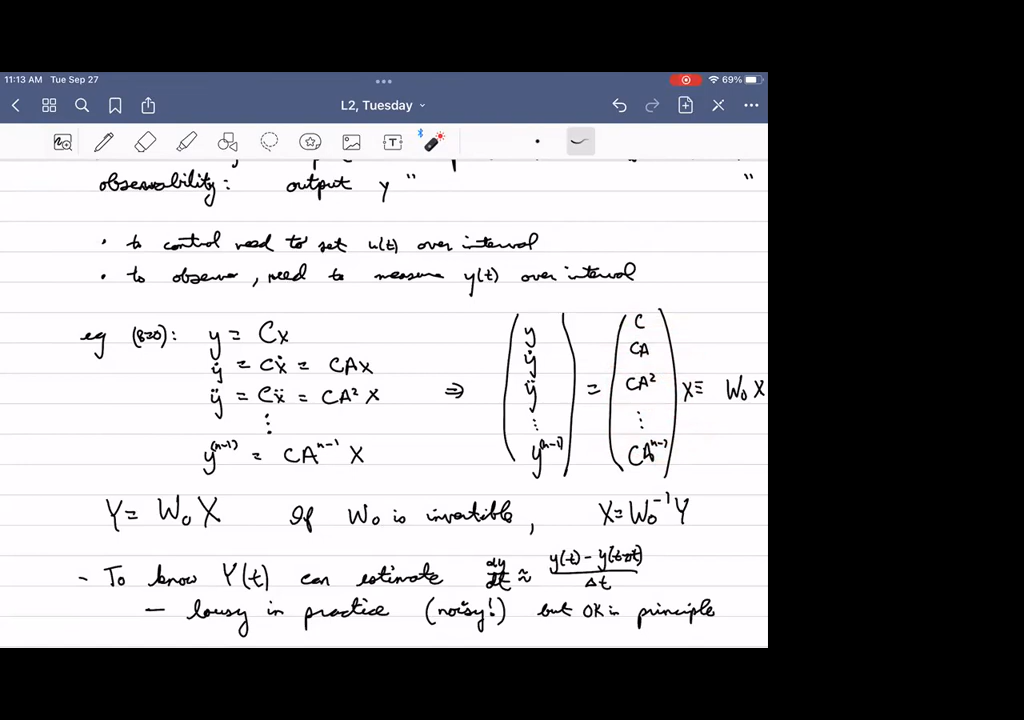 11:13 AM Tue Sep 27
69%
L2, Tuesday
observability: output y " "
· to control need to set u(t) over interval
· to observe, need to measure y(t) over interval
eg (B=0): y = Cx
ẏ = Cẋ = CAx
ÿ = Cẍ = CA² x
⋮
y⁽ⁿ⁻¹⁾ = CAⁿ⁻¹ x
⇒ (y ẏ ÿ ⋮ y⁽ⁿ⁻¹⁾) = (C CA CA² ⋮ CAⁿ⁻¹) x ≡ W₀ x
Y = W₀ X If W₀ is invertible, X = W₀⁻¹ Y
- To know Y(t) can estimate dy/dt ≈ (y(t) - y(t-Δt))/Δt
- lousy in practice (noisy!) but OK in principle